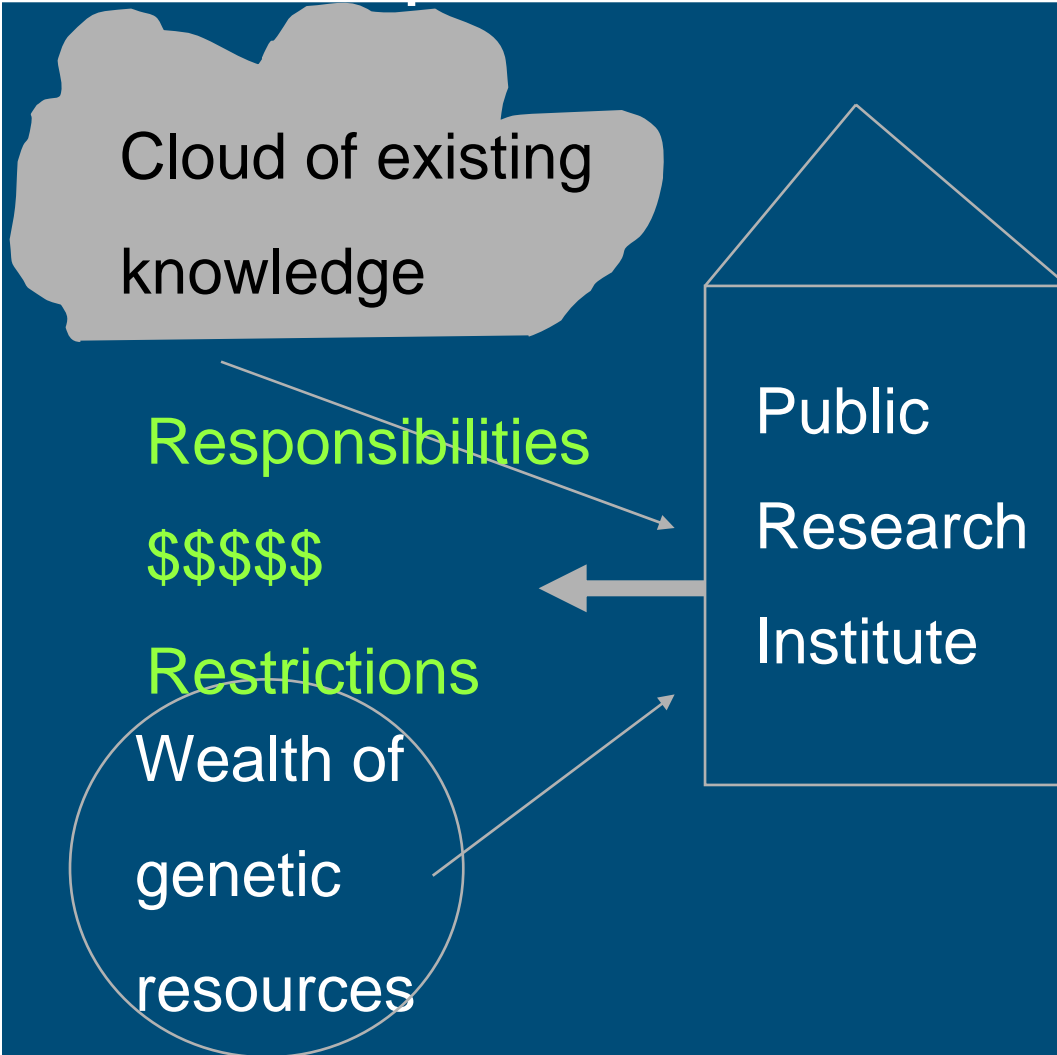 Cloud of existing
knowledge
Responsibilities
$$$$$
Restrictions
Wealth of
genetic
resources
Public
Research
Institute